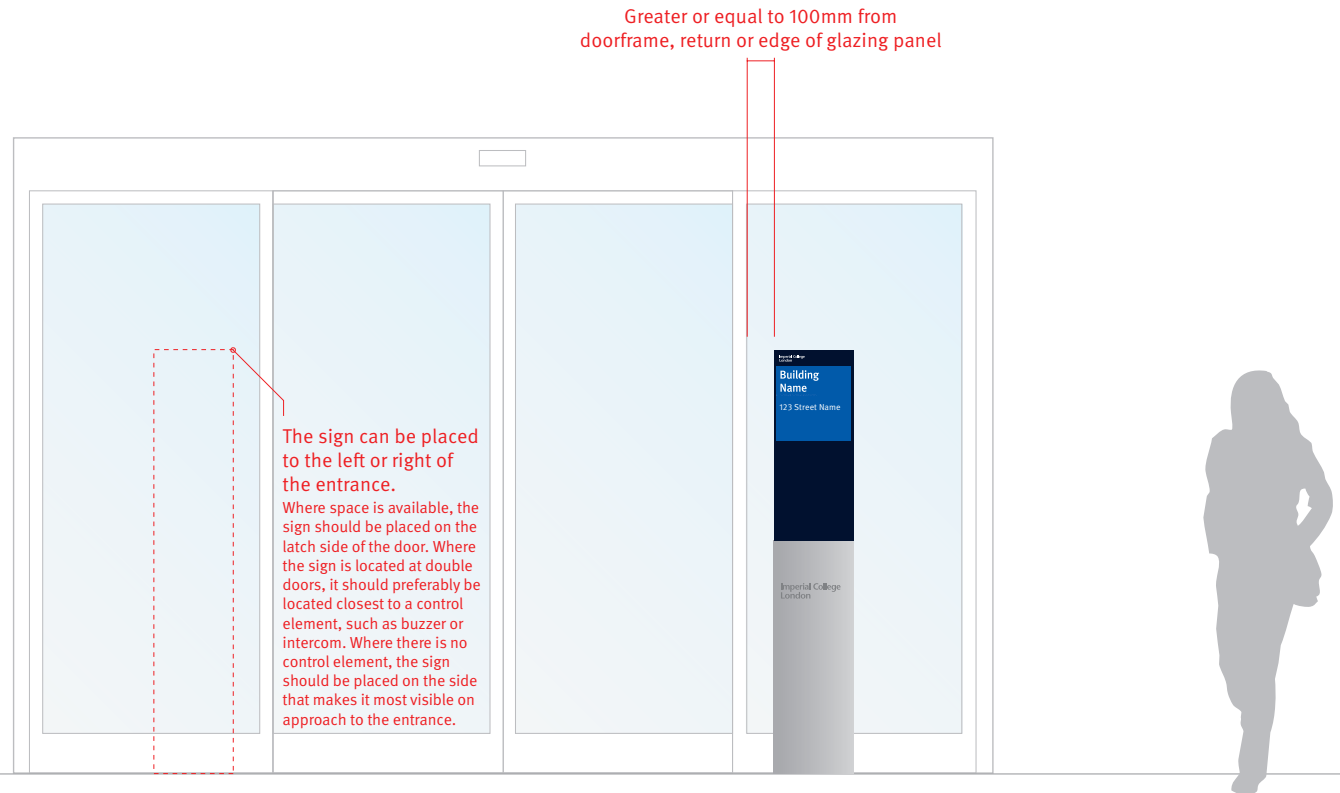 Greater or equal to 100mm from
doorframe, return or edge of glazing panel
Imperial College
London
Building
Name
123 Street Name
The sign can be placed
to the left or right of
the entrance.
Where space is available, the
sign should be placed on the
latch side of the door. Where
the sign is located at double
doors, it should preferably be
located closest to a control
element, such as buzzer or
intercom. Where there is no
control element, the sign
should be placed on the side
that makes it most visible on
approach to the entrance.
Imperial College
London